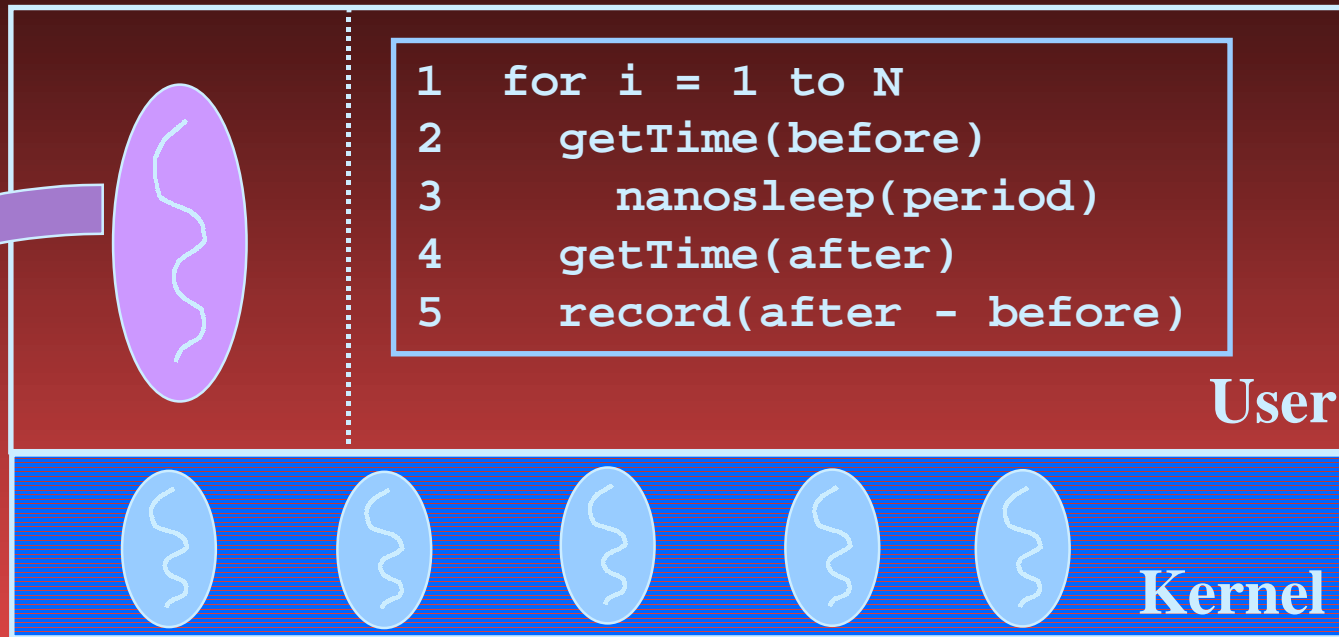 1 for i = 1 to N
2 getTime(before)
3 nanosleep(period)
4 getTime(after)
5 record(after - before)
User
Kernel